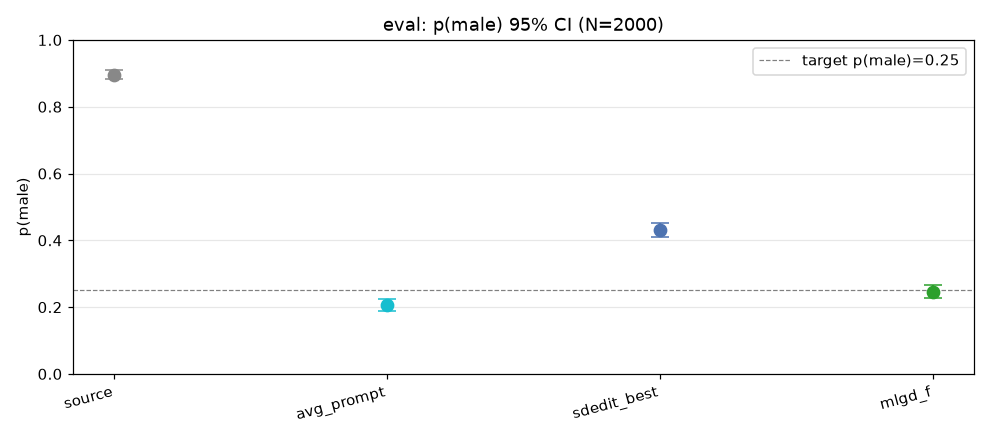 eval: p(male) 95% CI (N=2000)
target p(male)=0.25
p(male)
1.0
0.8
0.6
0.4
0.2
0.0
source
avg_prompt
sdedit_best
mlgd_f